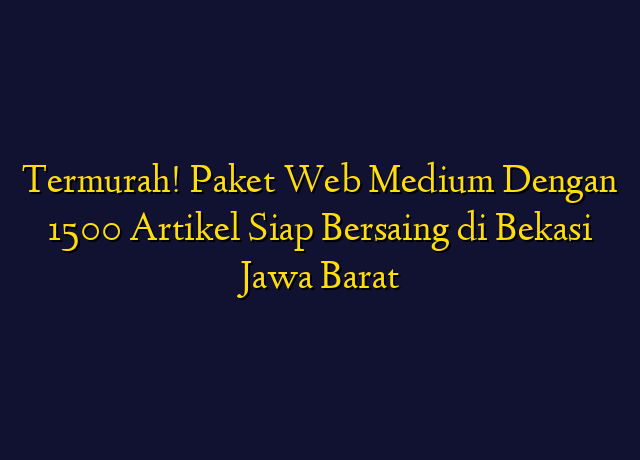 Termurah! Paket Web Medium Dengan
1500 Artikel Siap Bersaing di Bekasi
Jawa Barat